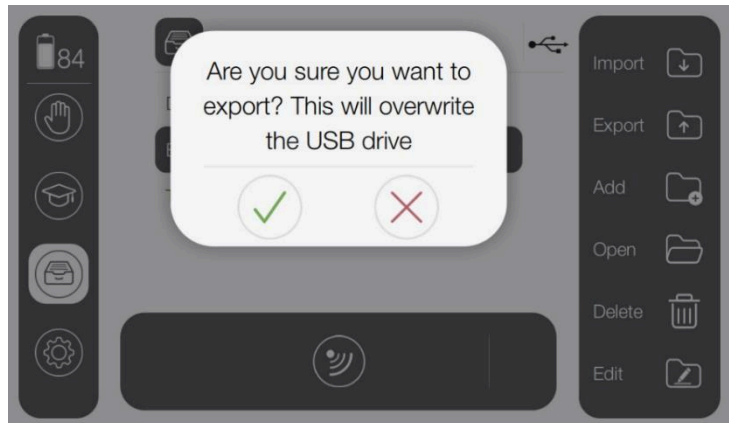 84
Are you sure you want to
export? This will overwrite
the USB drive
Import
Export
Add
Open
Delete
Edit